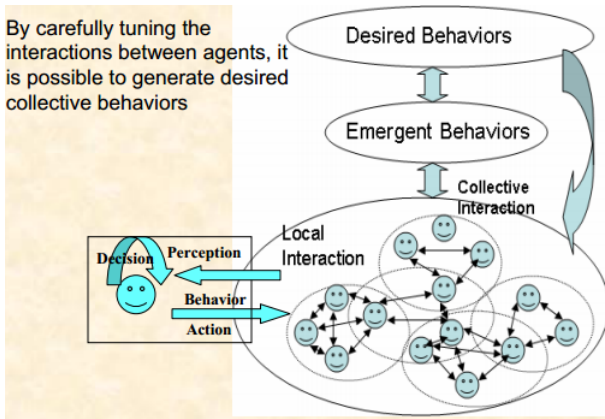 By carefully tuning the
interactions between agents, it
is possible to generate desired
collective behaviors
Desired Behaviors
Emergent Behaviors
Collective
Interaction
Local
Interaction
Decision
Perception
Behavior
Action